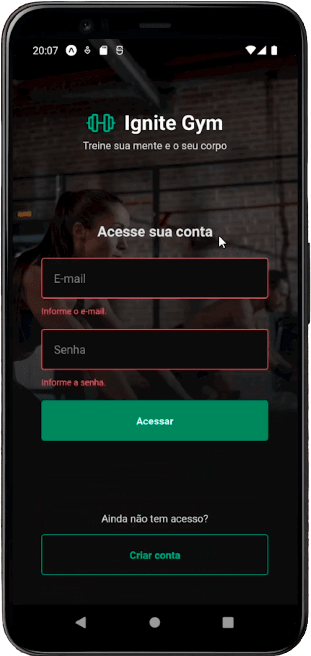 20:07
Ignite Gym
Treine sua mente e o seu corpo
Acesse sua conta
E-mail
Informe o e-mail.
Senha
Informe a senha.
Acessar
Ainda não tem acesso?
Criar conta